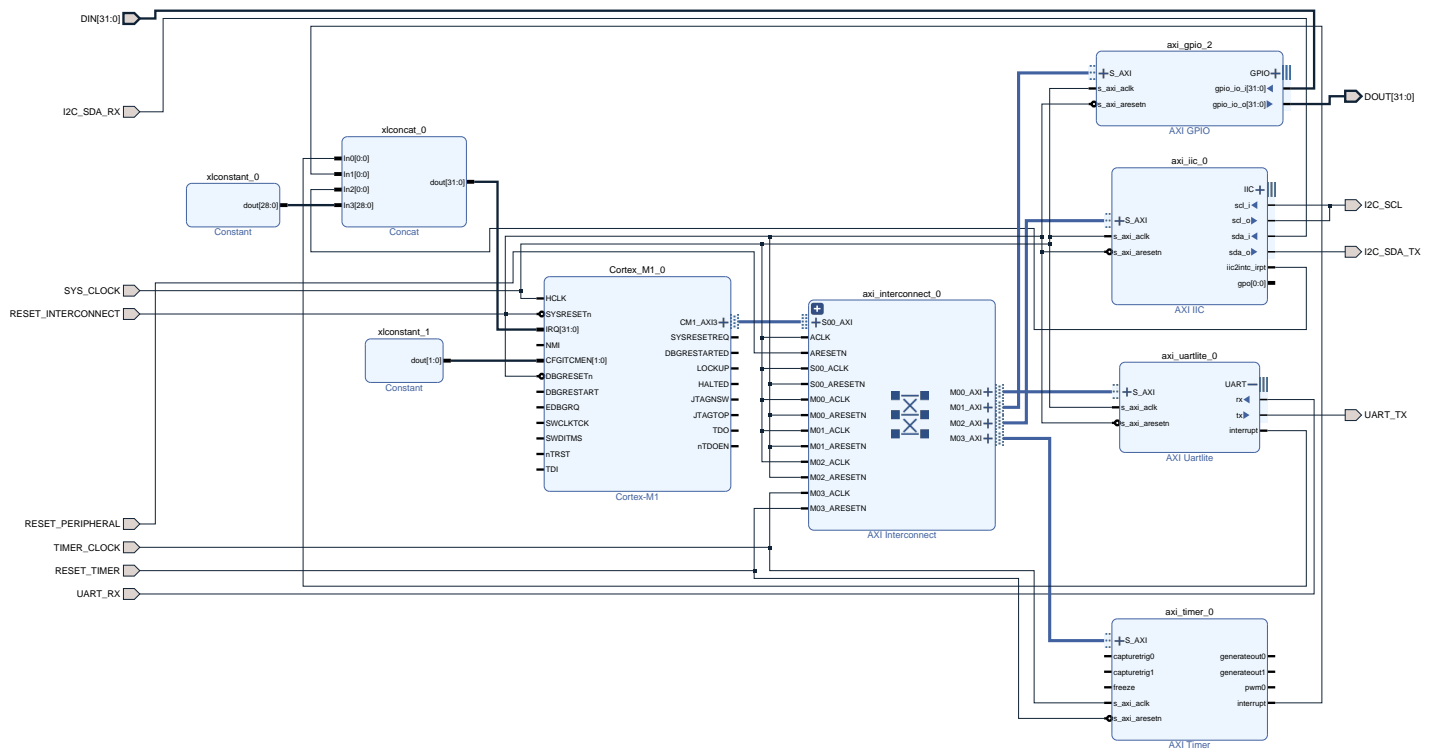 DIN[31:0]
I2C_SDA_RX
xlconcat_0
In0[0:0]
In1[0:0]
In2[0:0]
In3[28:0]
dout[31:0]
Concat
xlconstant_0
dout[28:0]
Constant
SYS_CLOCK
RESET_INTERCONNECT
xlconstant_1
dout[1:0]
Constant
Cortex_M1_0
HCLK
SYSRESETn
IRQ[31:0]
NMI
CFGITCMEN[1:0]
DBGRESETn
DBGRESTART
EDBGRQ
SWCLKTCK
SWDITMS
nTRST
TDI
CM1_AXI3
SYSRESETREQ
DBGRESTARTED
LOCKUP
HALTED
JTAGNSW
JTAGTOP
TDO
nTDOEN
Cortex-M1
axi_interconnect_0
S00_AXI
ACLK
ARESETN
S00_ACLK
S00_ARESETN
M00_ACLK
M00_ARESETN
M01_ACLK
M01_ARESETN
M02_ACLK
M02_ARESETN
M03_ACLK
M03_ARESETN
M00_AXI
M01_AXI
M02_AXI
M03_AXI
AXI Interconnect
RESET_PERIPHERAL
TIMER_CLOCK
RESET_TIMER
UART_RX
axi_gpio_2
S_AXI
s_axi_aclk
s_axi_aresetn
GPIO
gpio_io_i[31:0]
gpio_io_o[31:0]
AXI GPIO
DOUT[31:0]
axi_iic_0
S_AXI
s_axi_aclk
s_axi_aresetn
IIC
scl_i
scl_o
sda_i
sda_o
iic2intc_irpt
gpo[0:0]
AXI IIC
I2C_SCL
I2C_SDA_TX
axi_uartlite_0
S_AXI
s_axi_aclk
s_axi_aresetn
UART
rx
tx
interrupt
AXI Uartlite
UART_TX
axi_timer_0
S_AXI
capturetrig0
capturetrig1
freeze
s_axi_aclk
s_axi_aresetn
generateout0
generateout1
pwm0
interrupt
AXI Timer